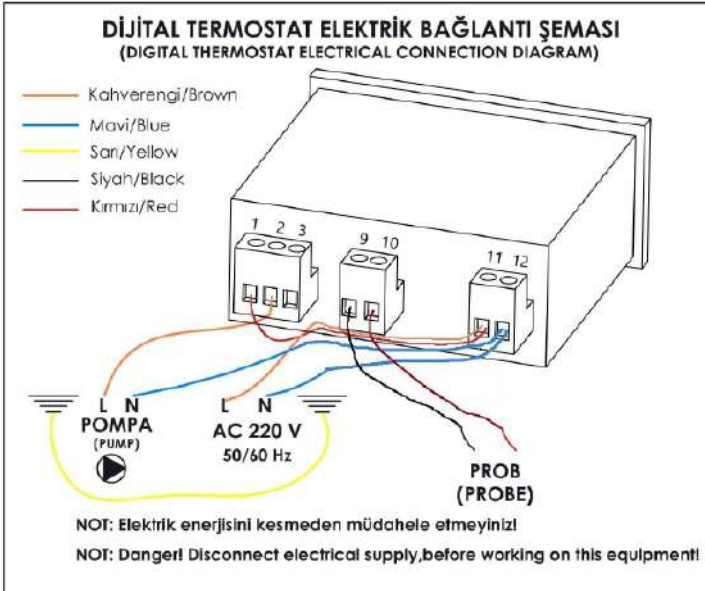 DİJİTAL TERMOSTAT ELEKTRİK BAĞLANTI ŞEMASI
(DIGITAL THERMOSTAT ELECTRICAL CONNECTION DIAGRAM)
Kahverengi/Brown
Mavi/Blue
Sarı/Yellow
Siyah/Black
Kırmızı/Red
1 2 3
9 10
11 12
L N
POMPA
(PUMP)
L N
AC 220 V
50/60 Hz
PROB
(PROBE)
NOT: Elektrik enerjisini kesmeden müdahele etmeyiniz!
NOT: Danger! Disconnect electrical supply,before working on this equipment!